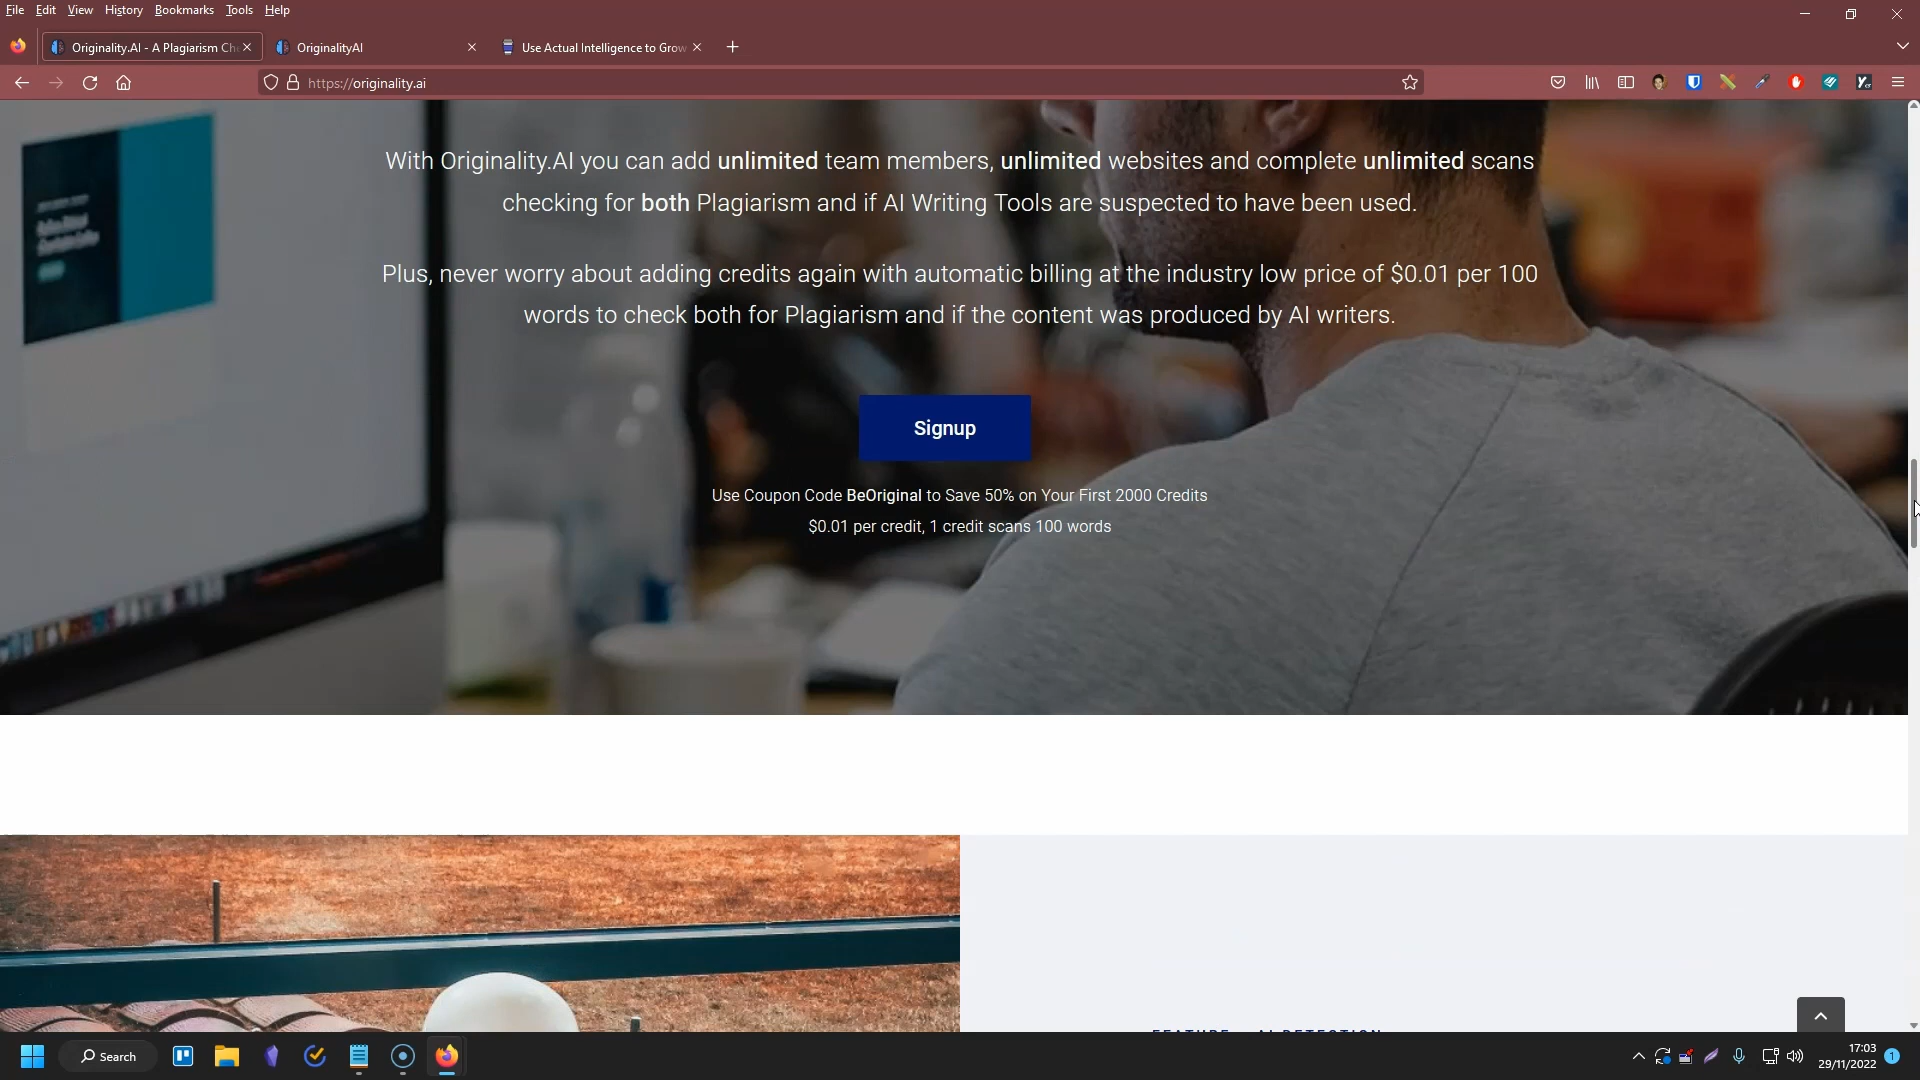 File Edit View History Bookmarks Tools Help
Originality.AI - A Plagiarism Ch
OriginalityAI
Use Actual Intelligence to Grow
https://originality.ai
With Originality.AI you can add unlimited team members, unlimited websites and complete unlimited scans
checking for both Plagiarism and if AI Writing Tools are suspected to have been used.
Plus, never worry about adding credits again with automatic billing at the industry low price of $0.01 per 100
words to check both for Plagiarism and if the content was produced by AI writers.
Signup
Use Coupon Code BeOriginal to Save 50% on Your First 2000 Credits
$0.01 per credit, 1 credit scans 100 words
Search
17:03
29/11/2022
1